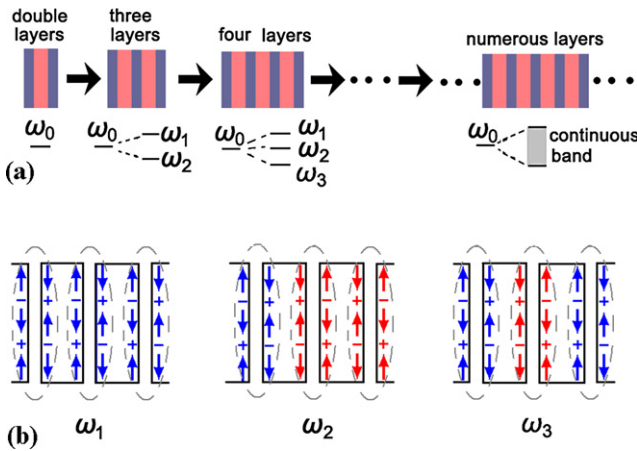 double layers
three layers
four layers
numerous layers
ω0
ω0
ω1
ω2
ω0
ω1
ω2
ω3
ω0
continuous band
(a)
(b)
ω1
ω2
ω3